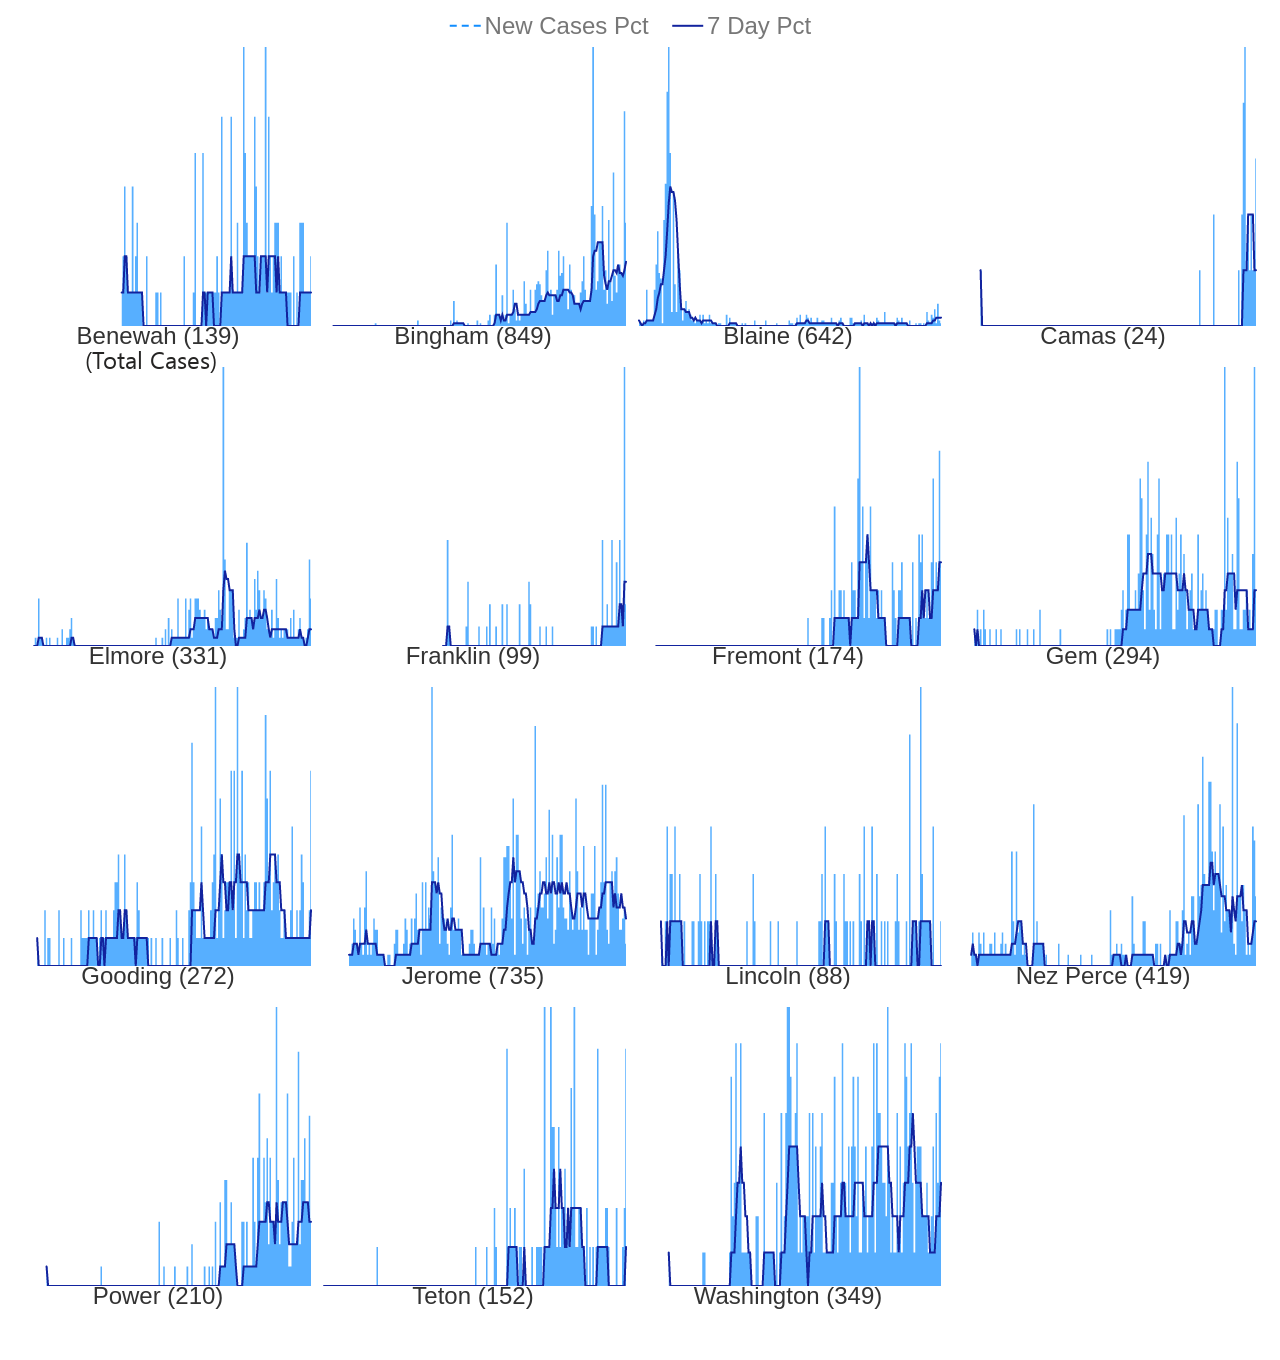 New Cases Pct 7 Day Pct
Benewah (139) Bingham (849) Blaine (642) Camas (24)
(Total Cases)
Elmore (331) Franklin (99) Fremont (174) Gem (294)
Gooding (272) Jerome (735) Lincoln (88) Nez Perce (419)
Power (210) Teton (152) Washington (349)